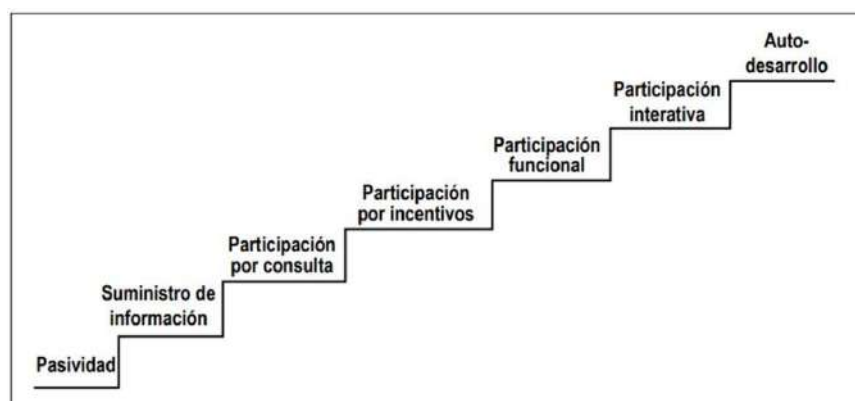 Auto-
desarrollo
Participación
interativa
Participación
funcional
Participación
por incentivos
Participación
por consulta
Suministro de
información
Pasividad